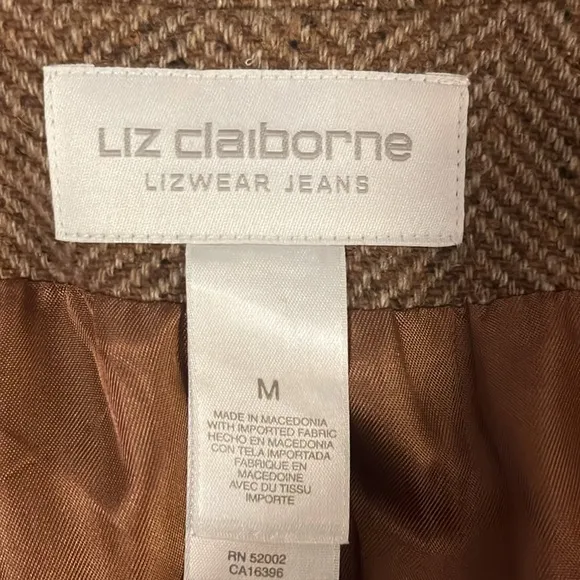 LIZ claiborne
LIZWEAR JEANS
M
MADE IN MACEDONIA
WITH IMPORTED FABRIC
HECHO EN MACEDONIA
CON TELA IMPORTADA
FABRIQUE EN
MACEDOINE
AVEC DU TISSU
IMPORTE
RN 52002
CA16396